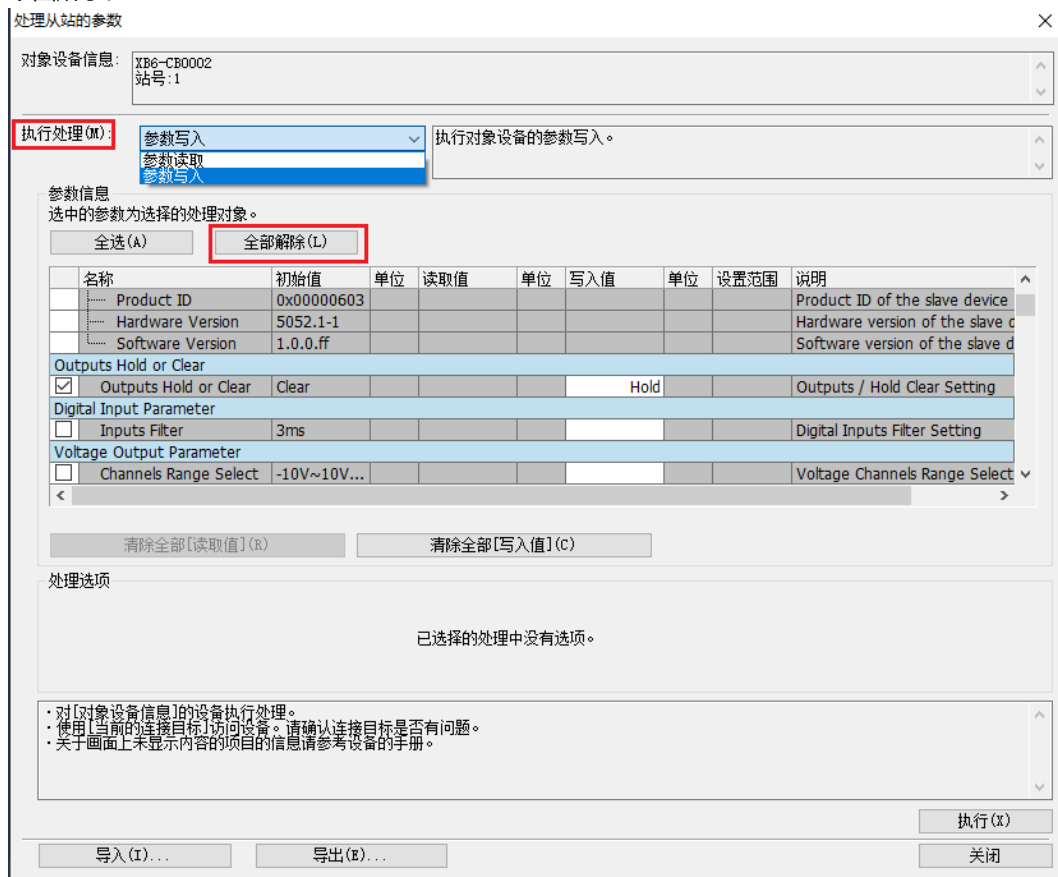 处理从站的参数
对象设备信息:
XB6-CB0002
站号:1
执行处理(M):
参数写入
执行对象设备的参数写入。
参数读取
参数写入
参数信息
选中的参数为选择的处理对象。
全选(A) 全部解除(L)
名称 初始值 单位 读取值 单位 写入值 单位 设置范围 说明
Product ID 0x00000603 Product ID of the slave device
Hardware Version 5052.1-1 Hardware version of the slave d
Software Version 1.0.0.ff Software version of the slave d
Outputs Hold or Clear
Outputs Hold or Clear Clear Hold Outputs / Hold Clear Setting
Digital Input Parameter
Inputs Filter 3ms Digital Inputs Filter Setting
Voltage Output Parameter
Channels Range Select -10V~10V... Voltage Channels Range Select
清除全部[读取值](R) 清除全部[写入值](C)
处理选项
已选择的处理中没有选项。
·对[对象设备信息]的设备执行处理。
·使用[当前的连接目标]访问设备。请确认连接目标是否有问题。
·关于画面上未显示内容的项目的信息请参考设备的手册。
执行(X)
导入(I)... 导出(E)... 关闭